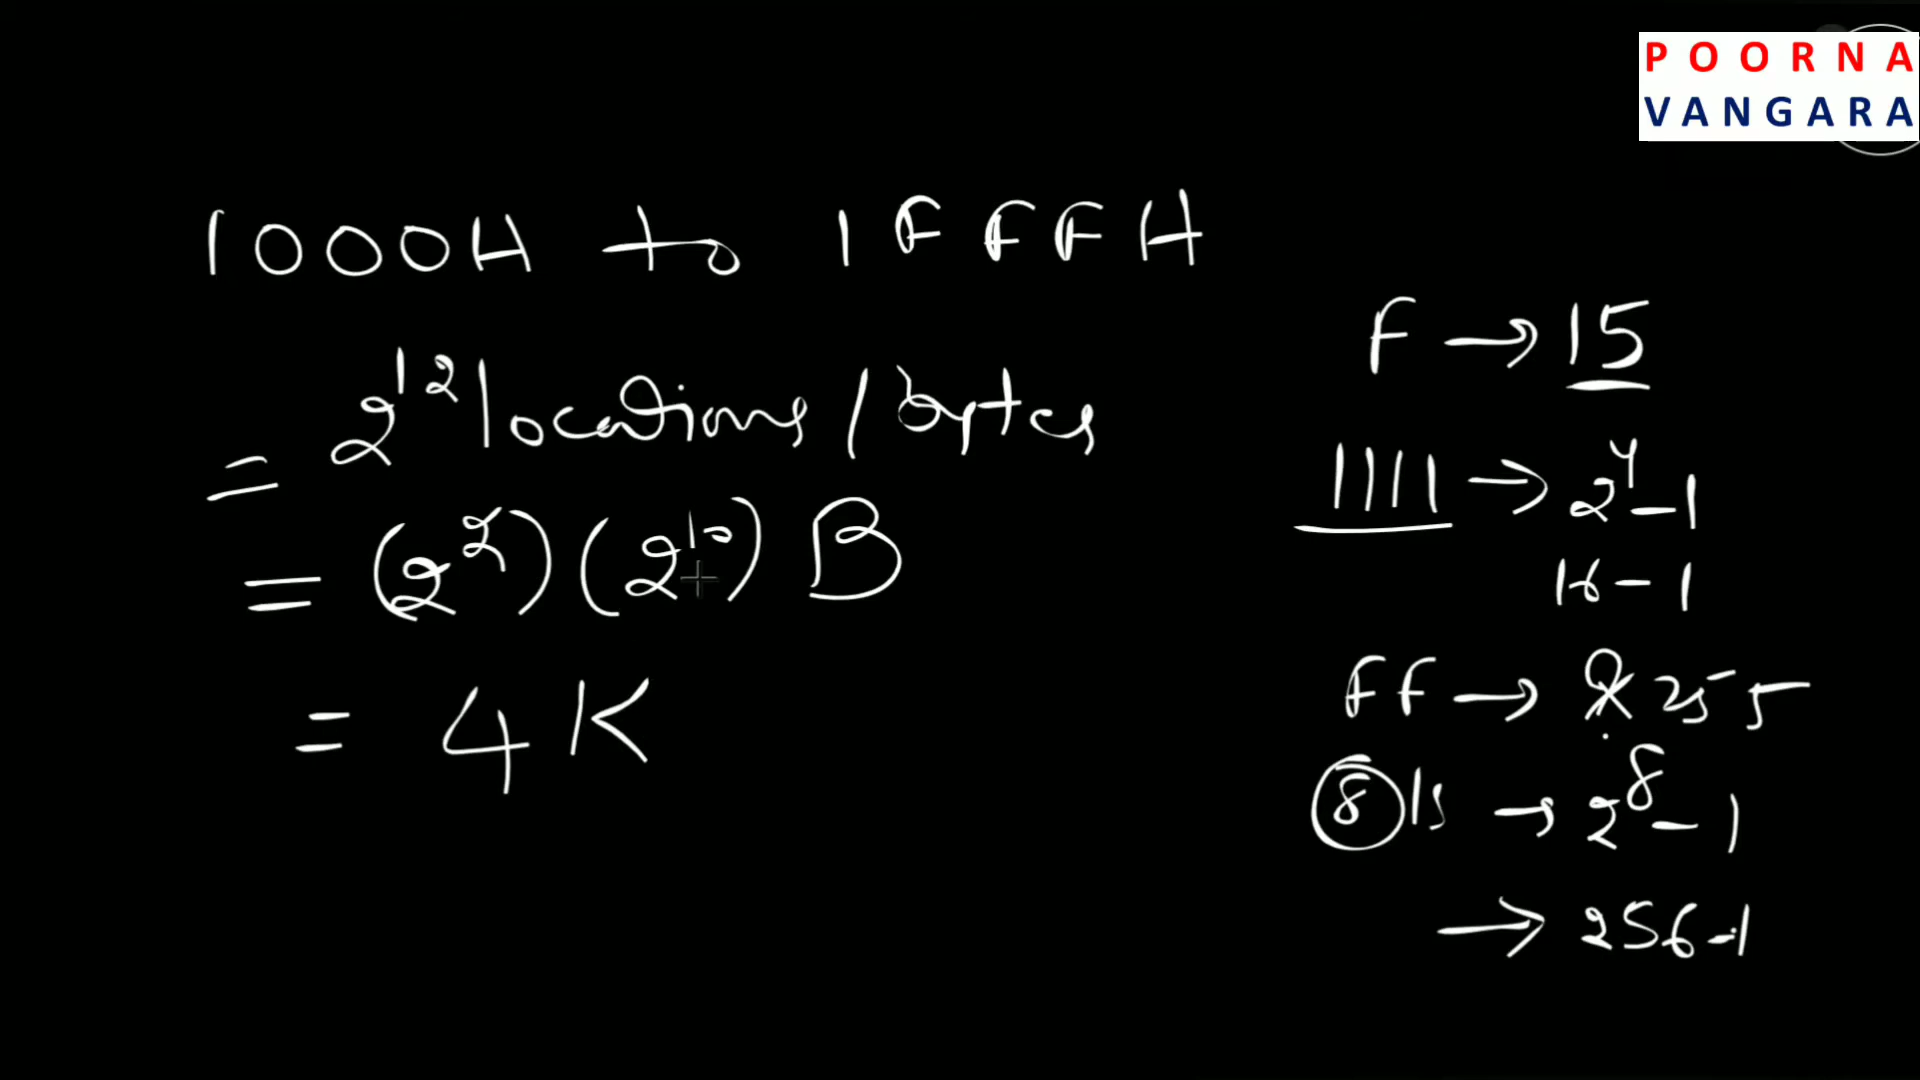 POORNA
VANGARA
1000H to 1FFFH
= 2^12 locations / bytes
= (2^2) (2^10) B
= 4K
F → 15
1111 → 2^4 - 1
16 - 1
FF → 255
8 1s → 2^8 - 1
→ 256-1